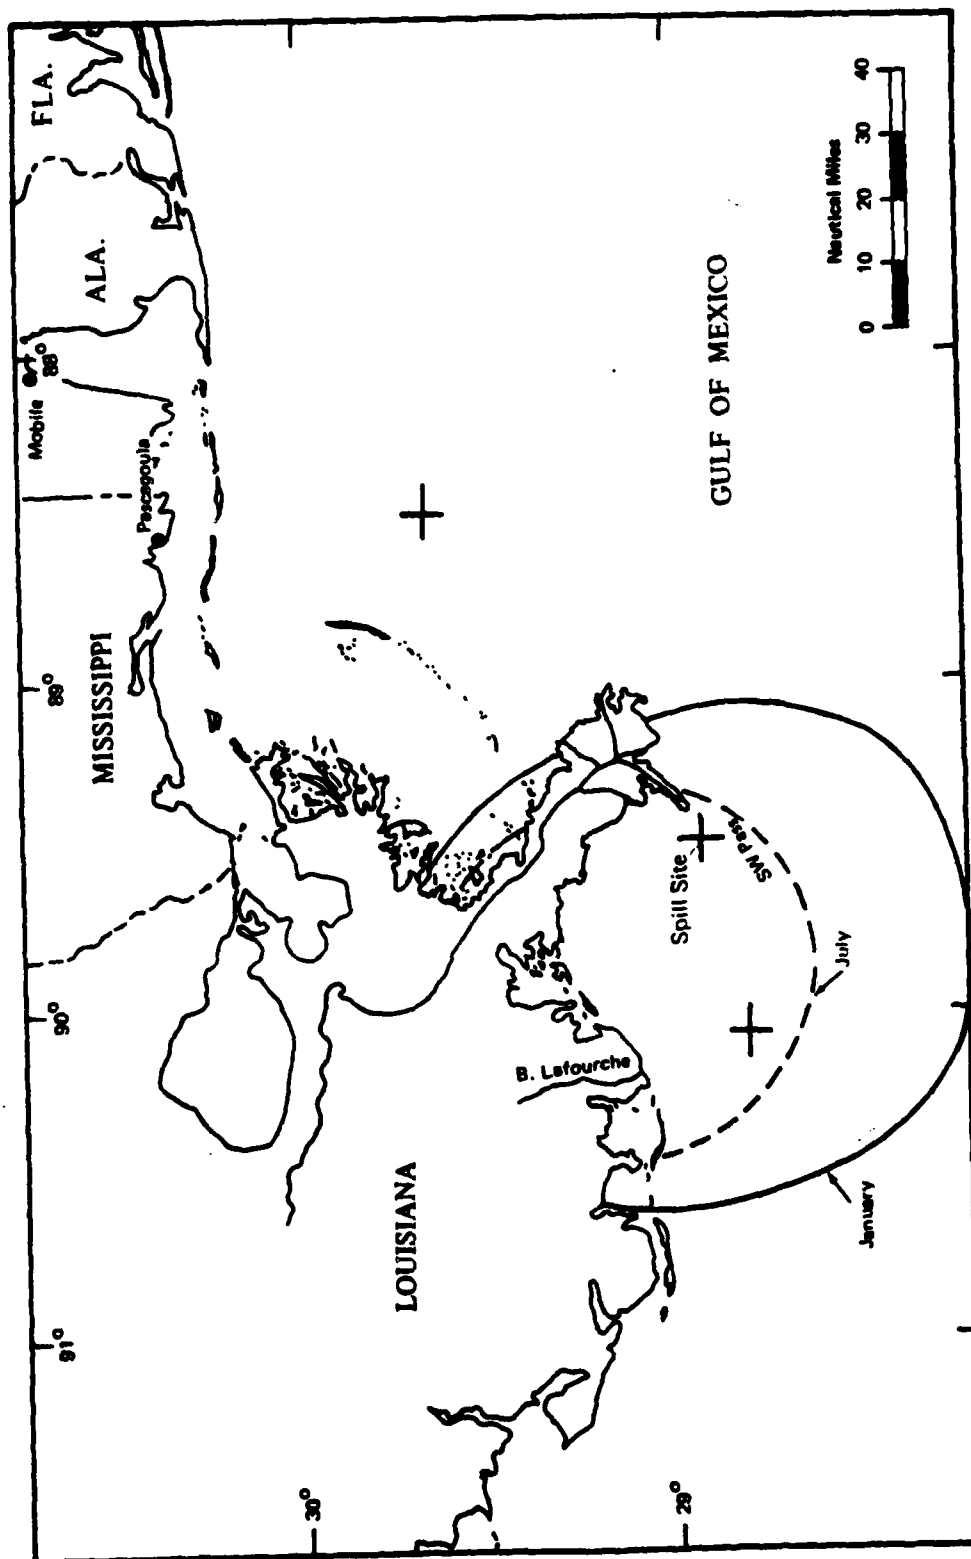 FLA.
ALA.
Mobile
88°
Pascagoula
MISSISSIPPI
89°
90°
91°
LOUISIANA
B. Lafourche
Spill Site
SW Pass
July
January
GULF OF MEXICO
Nautical Miles
0 10 20 30 40
30°
29°